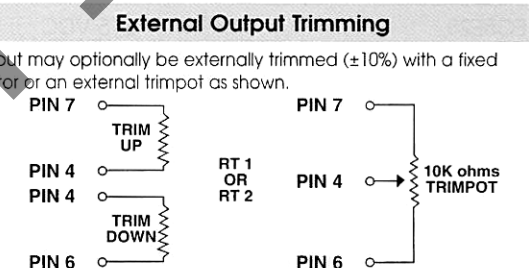 External Output Trimming
may optionally be externally trimmed (±10%) with a fixed
or an external trimpot as shown.
PIN 7
TRIM
UP
PIN 4
PIN 4
TRIM
DOWN
PIN 6
RT 1
OR
RT 2
PIN 7
PIN 4
10K ohms
TRIMPOT
PIN 6